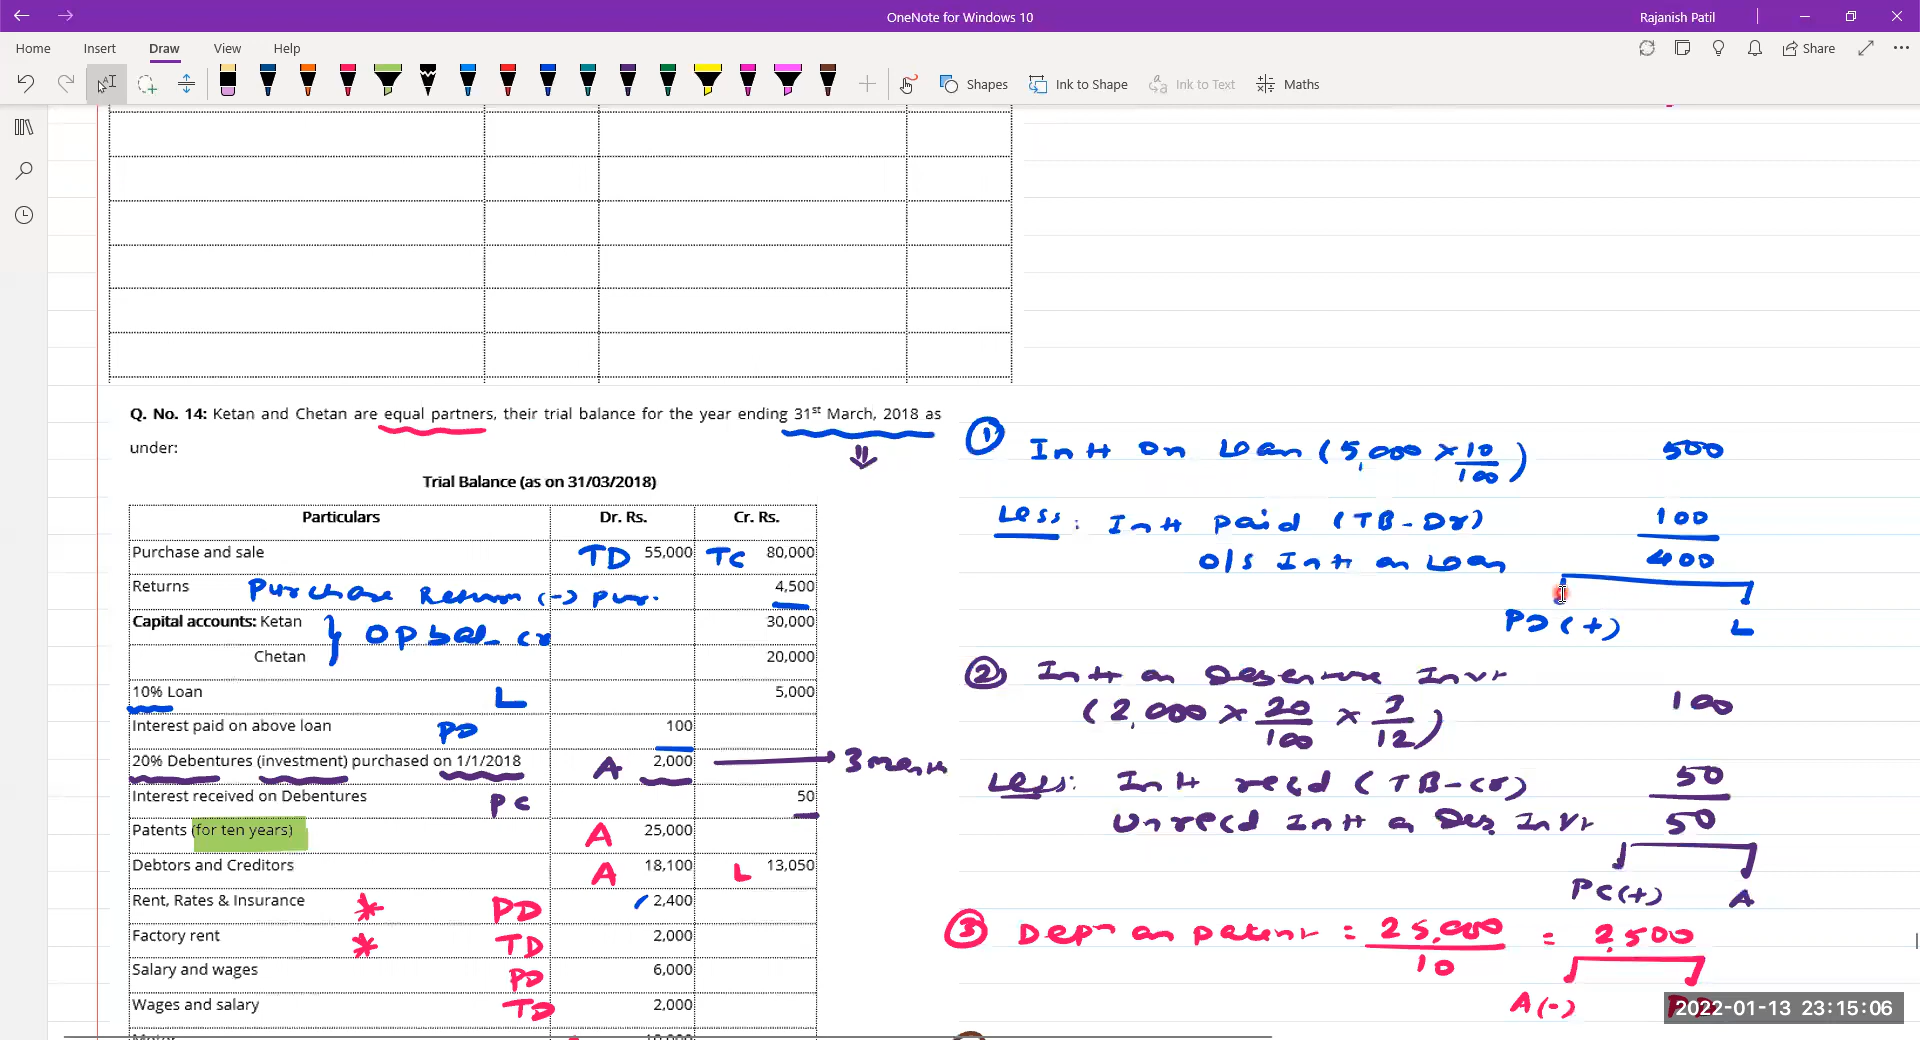 OneNote for Windows 10
Rajanish Patil
Home Insert Draw View Help
Share
Shapes Ink to Shape Ink to Text Maths
Q. No. 14: Ketan and Chetan are equal partners, their trial balance for the year ending 31st March, 2018 as
under:
Trial Balance (as on 31/03/2018)
Particulars Dr. Rs. Cr. Rs.
Purchase and sale TD 55,000 TC 80,000
Returns Purchase Return (-) Pur. 4,500
Capital accounts: Ketan 30,000
OP bal- Cr
Chetan 20,000
10% Loan L 5,000
Interest paid on above loan PD 100
20% Debentures (investment) purchased on 1/1/2018 A 2,000 3 month
Interest received on Debentures PC 50
Patents (for ten years) A 25,000
Debtors and Creditors A 18,100 L 13,050
Rent, Rates & Insurance * PD 2,400
Factory rent * TD 2,000
Salary and wages PD 6,000
Wages and salary TD 2,000
① Int On Loan (5,000 × 10/100) 500
Less: Int Paid (TB-Dr) 100
O/S Int on Loan 400
PD (+) L
② Int on Debenture Invt
(2,000 × 20/100 × 3/12) 100
Less: Int recd (TB-Cr) 50
Unrecd Int on Deb. Invt 50
PC (+) A
③ Depn on patent = 25,000/10 = 2,500
A (-) PD
2022-01-13 23:15:06